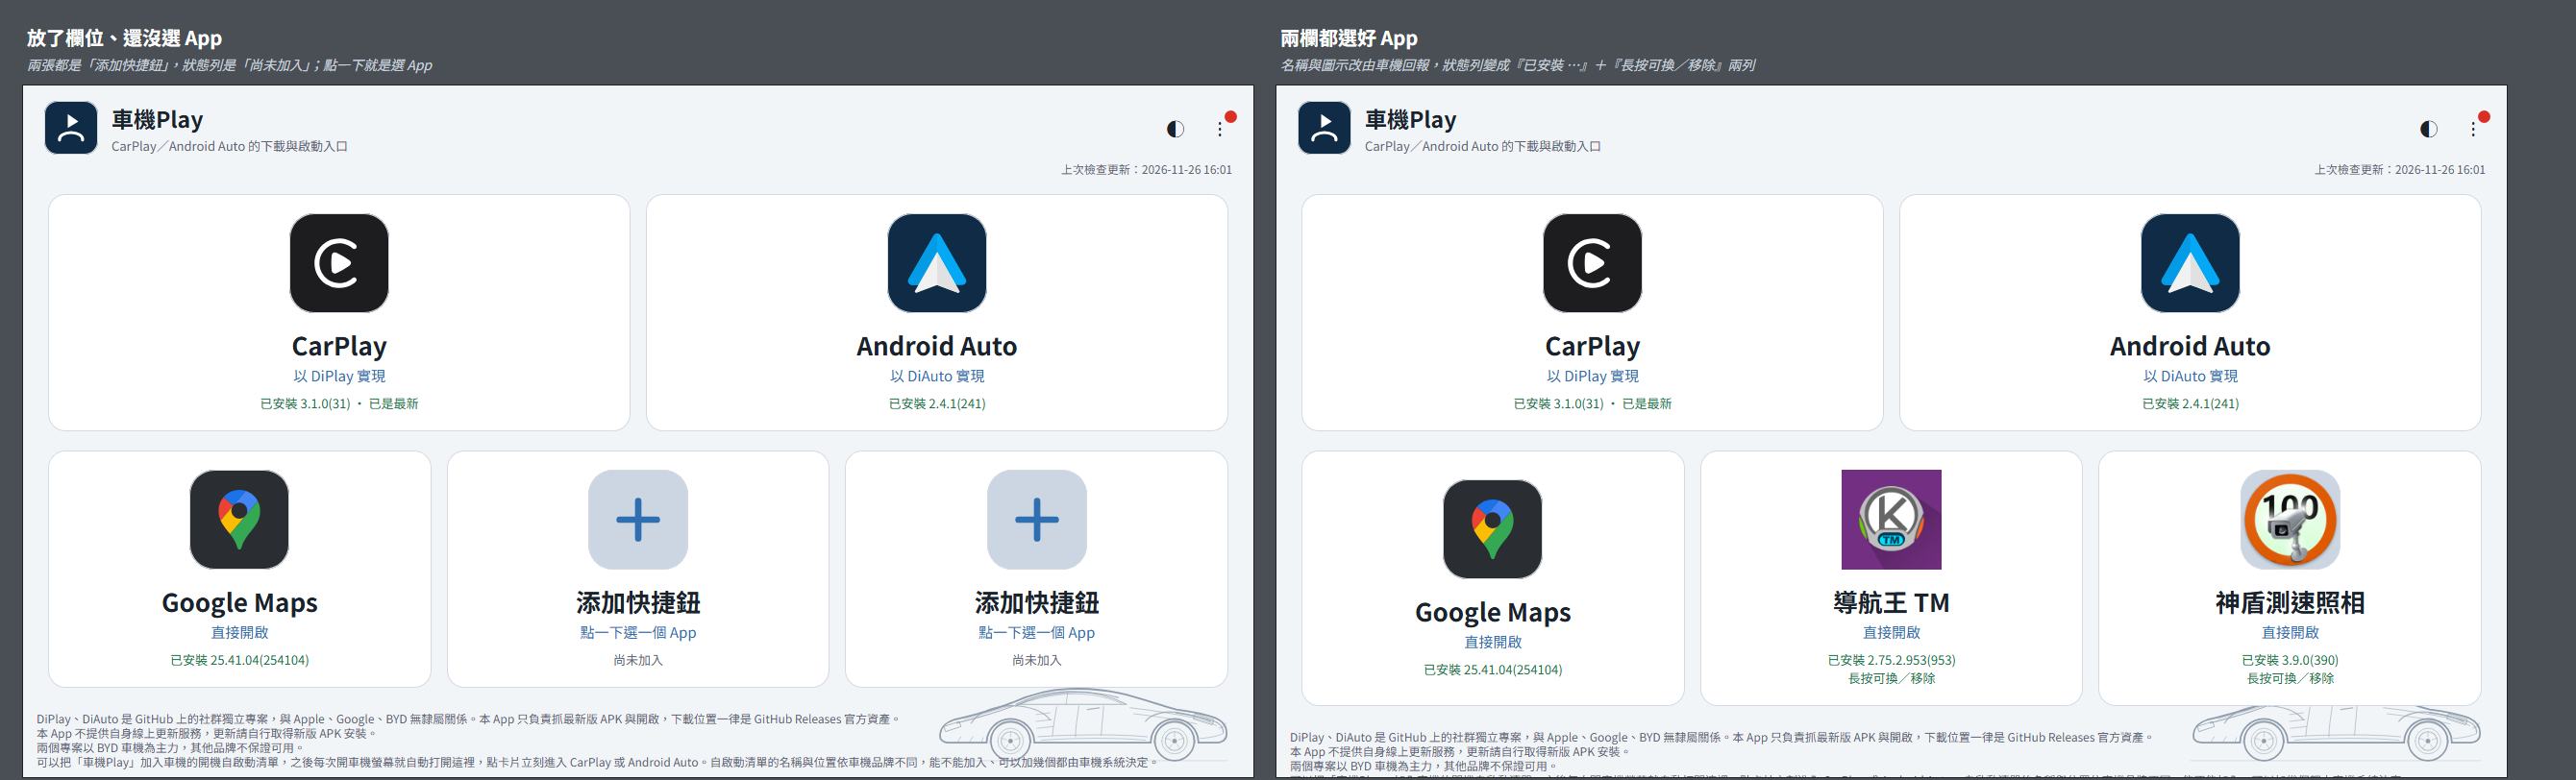 放了欄位、還沒選 App
兩張都是「添加快捷鈕」，狀態列是「尚未加入」；點一下就是選 App
車機Play
CarPlay／Android Auto 的下載與啟動入口
上次檢查更新：2026-11-26 16:01
CarPlay
以 DiPlay 實現
已安裝 3.1.0(31) · 已是最新
Android Auto
以 DiAuto 實現
已安裝 2.4.1(241)
Google Maps
直接開啟
已安裝 25.41.04(254104)
添加快捷鈕
點一下選一個 App
尚未加入
添加快捷鈕
點一下選一個 App
尚未加入
DiPlay、DiAuto 是 GitHub 上的社群獨立專案，與 Apple、Google、BYD 無隸屬關係。本 App 只負責抓最新版 APK 與開啟，下載位置一律是 GitHub Releases 官方資產。
本 App 不提供自身線上更新服務，更新請自行取得新版 APK 安裝。
兩個專案以 BYD 車機為主力，其他品牌不保證可用。
可以把「車機Play」加入車機的開機自啟動清單，之後每次開車機螢幕就自動打開這裡，點卡片立刻進入 CarPlay 或 Android Auto。自啟動清單的名稱與位置依車機品牌不同，能不能加入、可以加幾個都由車機系統決定。
兩欄都選好 App
名稱與圖示改由車機回報，狀態列變成『已安裝 …』＋『長按可換／移除』兩列
車機Play
CarPlay／Android Auto 的下載與啟動入口
上次檢查更新：2026-11-26 16:01
CarPlay
以 DiPlay 實現
已安裝 3.1.0(31) · 已是最新
Android Auto
以 DiAuto 實現
已安裝 2.4.1(241)
Google Maps
直接開啟
已安裝 25.41.04(254104)
K
TM
導航王 TM
直接開啟
已安裝 2.75.2.953(953)
長按可換／移除
100
神盾測速照相
直接開啟
已安裝 3.9.0(390)
長按可換／移除
DiPlay、DiAuto 是 GitHub 上的社群獨立專案，與 Apple、Google、BYD 無隸屬關係。本 App 只負責抓最新版 APK 與開啟，下載位置一律是 GitHub Releases 官方資產。
本 App 不提供自身線上更新服務，更新請自行取得新版 APK 安裝。
兩個專案以 BYD 車機為主力，其他品牌不保證可用。